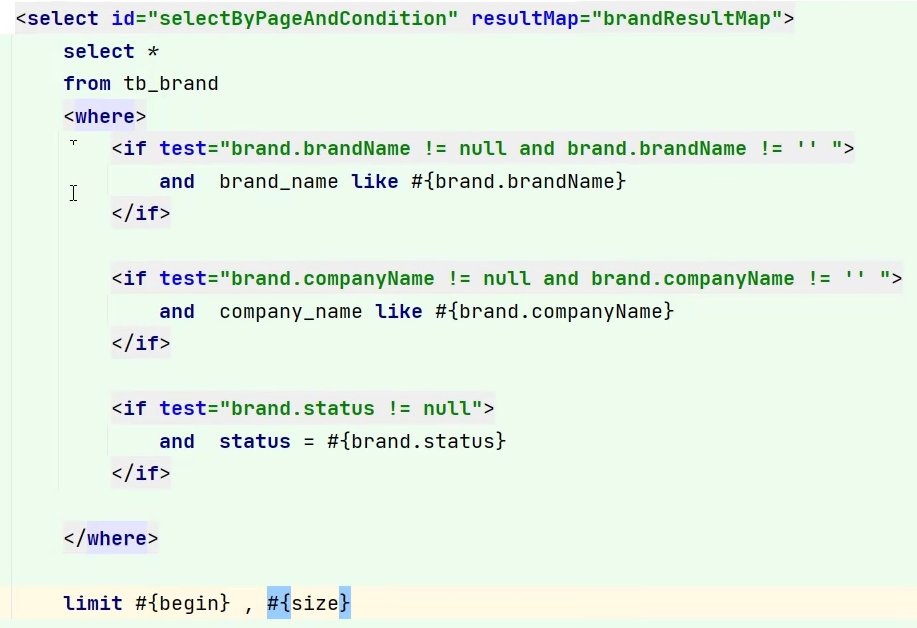 <select id="selectByPageAndCondition" resultMap="brandResultMap">
select *
from tb_brand
<where>
<if test="brand.brandName != null and brand.brandName != '' ">
and  brand_name like #{brand.brandName}
</if>
<if test="brand.companyName != null and brand.companyName != '' ">
and  company_name like #{brand.companyName}
</if>
<if test="brand.status != null">
and  status = #{brand.status}
</if>
</where>
limit #{begin} , #{size}